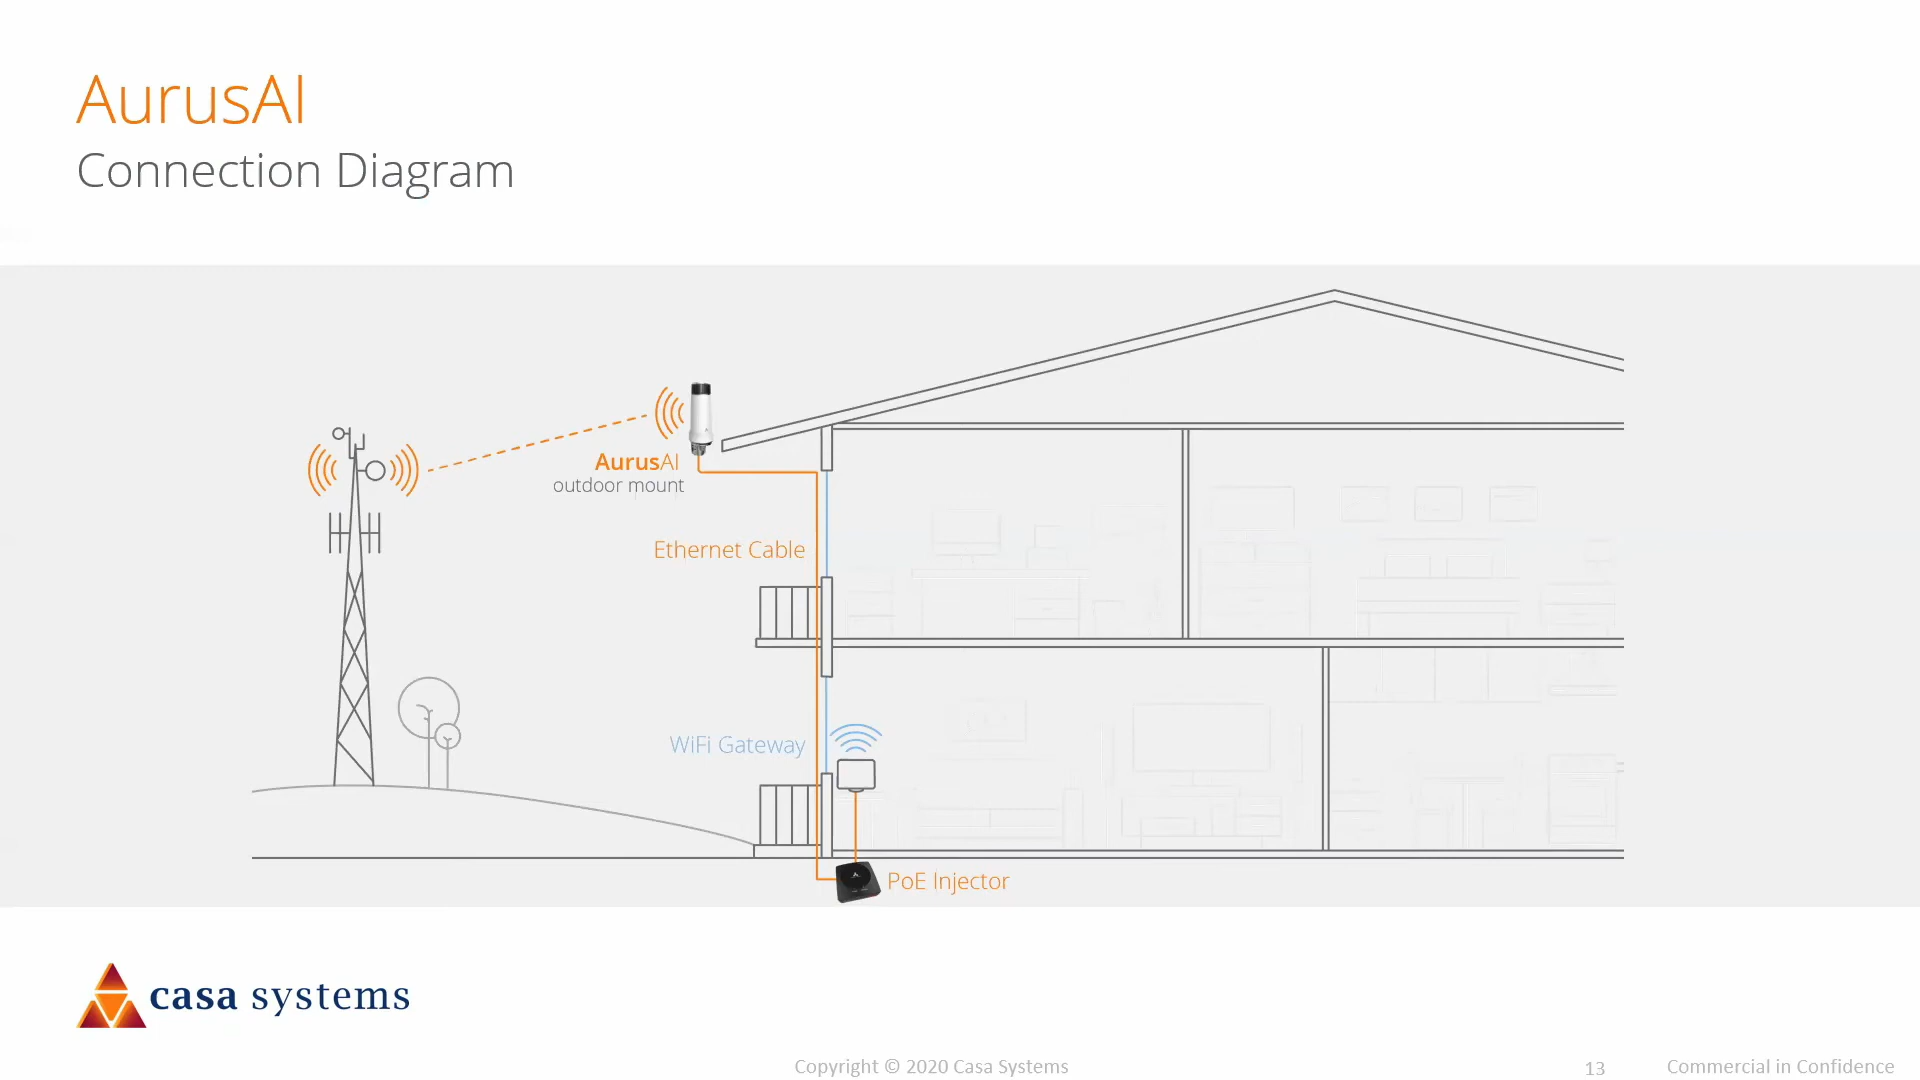 AurusAI
Connection Diagram
AurusAI
outdoor mount
Ethernet Cable
WiFi Gateway
PoE Injector
casa systems
Copyright © 2020 Casa Systems
13
Commercial in Confidence